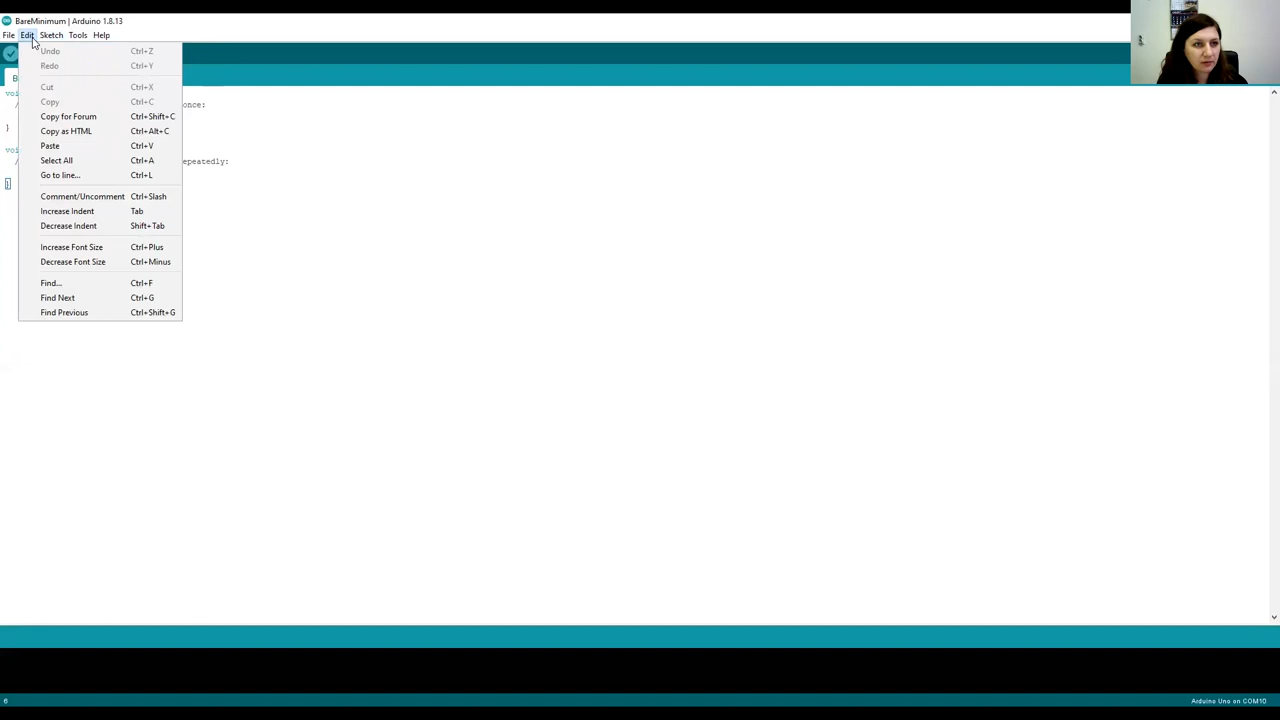 BareMinimum | Arduino 1.8.13
File Edit Sketch Tools Help
Undo Ctrl+Z
Redo Ctrl+Y
Cut Ctrl+X
Copy Ctrl+C
Copy for Forum Ctrl+Shift+C
Copy as HTML Ctrl+Alt+C
Paste Ctrl+V
Select All Ctrl+A
Go to line... Ctrl+L
Comment/Uncomment Ctrl+Slash
Increase Indent Tab
Decrease Indent Shift+Tab
Increase Font Size Ctrl+Plus
Decrease Font Size Ctrl+Minus
Find... Ctrl+F
Find Next Ctrl+G
Find Previous Ctrl+Shift+G
B
vo
/ once:
}
vo
/ epeatedly:
}
6 Arduino Uno on COM10